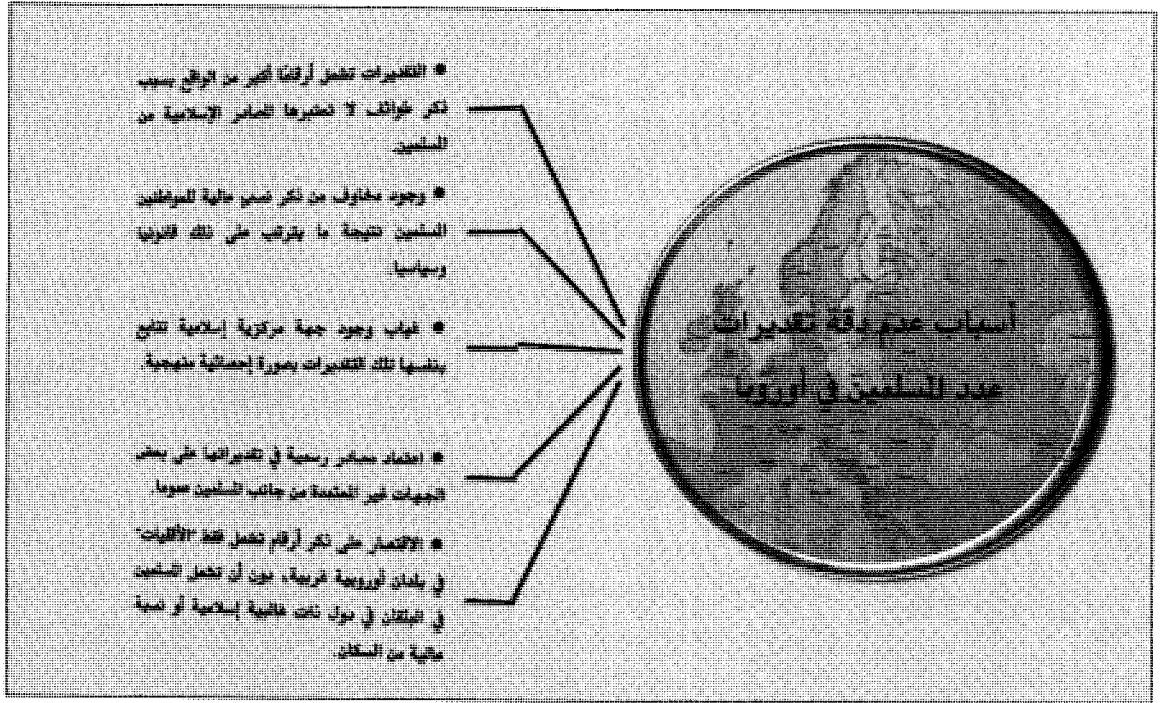 أسباب عدم دقة تقديرات
عدد المسلمين في أوروبا
● التقديرات تشمل أرقامًا أكبر من الواقع بسبب
ذكر طوائف لا تعتبرها المصادر الإسلامية من
المسلمين.
● وجود مخاوف من ذكر نسب عالية للمواطنين
المسلمين نتيجة ما يترتب على ذلك قانونيا
وسياسيا.
● غياب وجود جهة مركزية إسلامية تتابع
بنفسها تلك التقديرات بصورة إحصائية منهجية.
● اعتماد مصادر رسمية في تقديراتها على بعض
الجهات غير المعتمدة من جانب المسلمين عموما.
● الاقتصار على ذكر أرقام تشمل فقط "الأقليات"
في بلدان أوروبية غربية، دون أن تشمل المسلمين
في البلقان في دول ذات غالبية إسلامية أو نسبة
عالية من السكان.